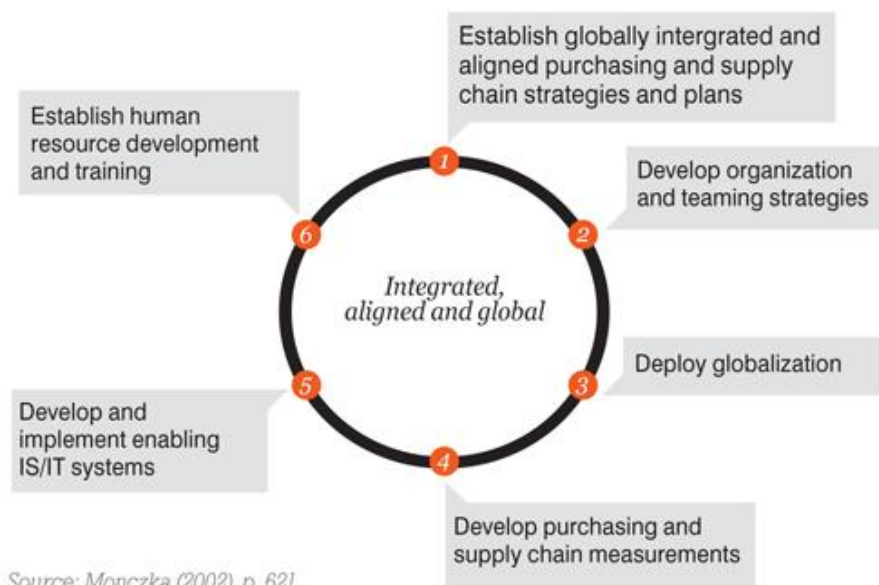 1
Establish globally intergrated and
aligned purchasing and supply
chain strategies and plans
2
Develop organization
and teaming strategies
3
Deploy globalization
4
Develop purchasing and
supply chain measurements
5
Develop and
implement enabling
IS/IT systems
6
Establish human
resource development
and training
Integrated,
aligned and global
Source: Monczka (2002), p. 621